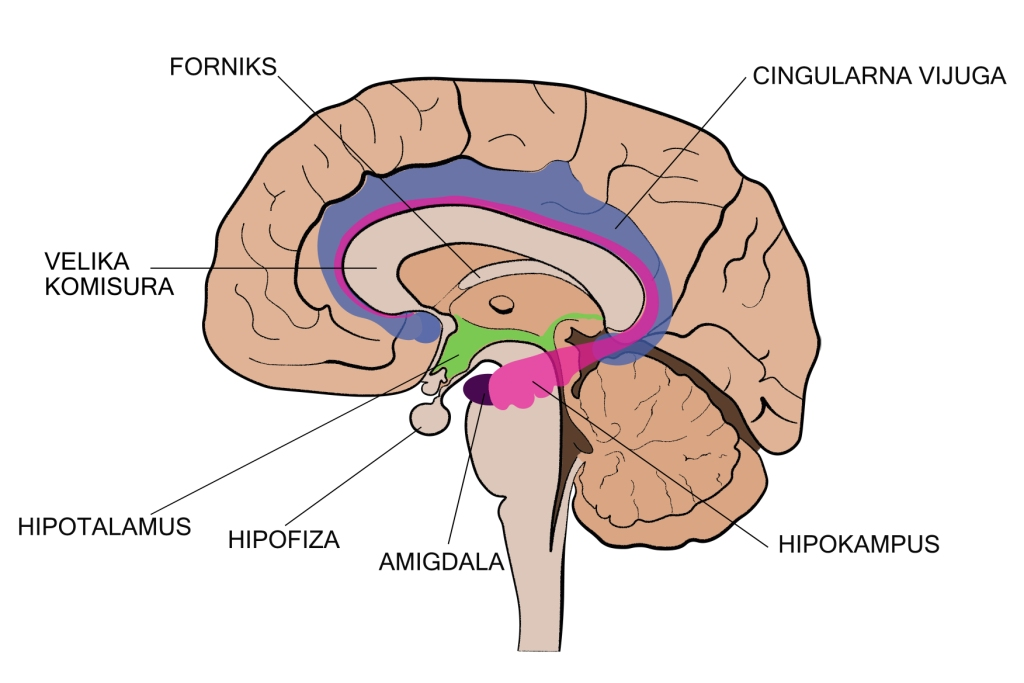 FORNIKS
CINGULARNA VIJUGA
VELIKA
KOMISURA
HIPOTALAMUS
HIPOFIZA
AMIGDALA
HIPOKAMPUS